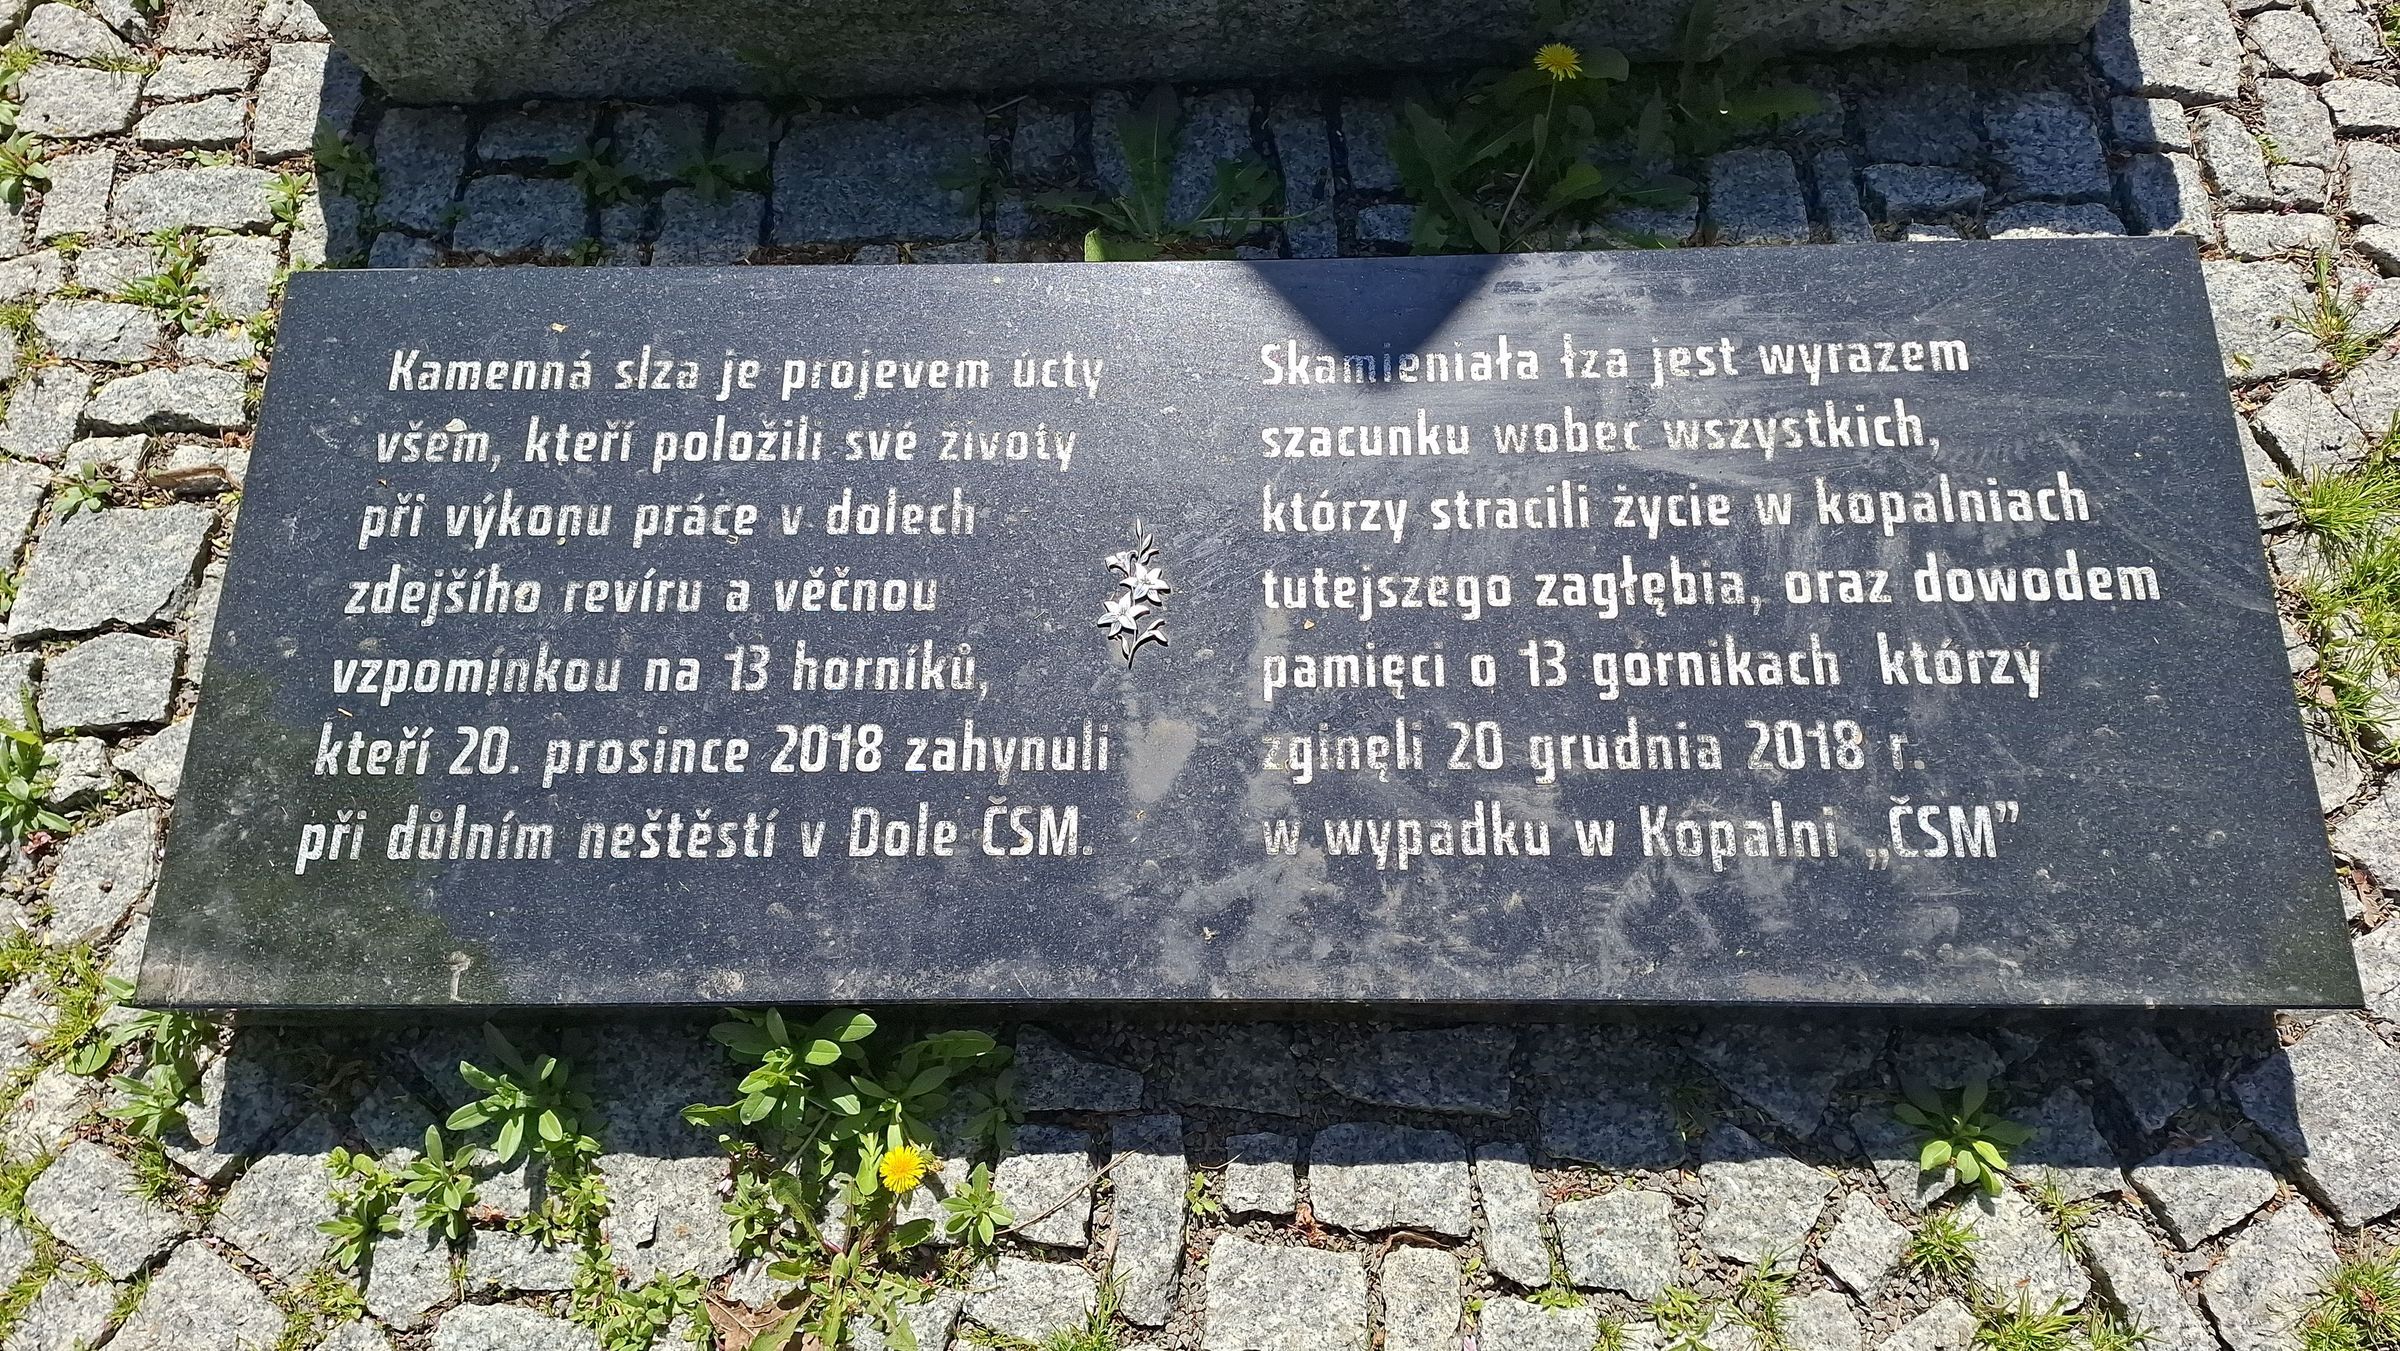 Kamenná slza je projevem úcty
všem, kteří položili své životy
při výkonu práce v dolech
zdejšího revíru a věčnou
vzpomínkou na 13 horníků,
kteří 20. prosince 2018 zahynuli
při důlním neštěstí v Dole ČSM.
Skamieniała łza jest wyrazem
szacunku wobec wszystkich,
którzy stracili życie w kopalniach
tutejszego zagłębia, oraz dowodem
pamięci o 13 górnikach którzy
zginęli 20 grudnia 2018 r.
w wypadku w Kopalni „ČSM”